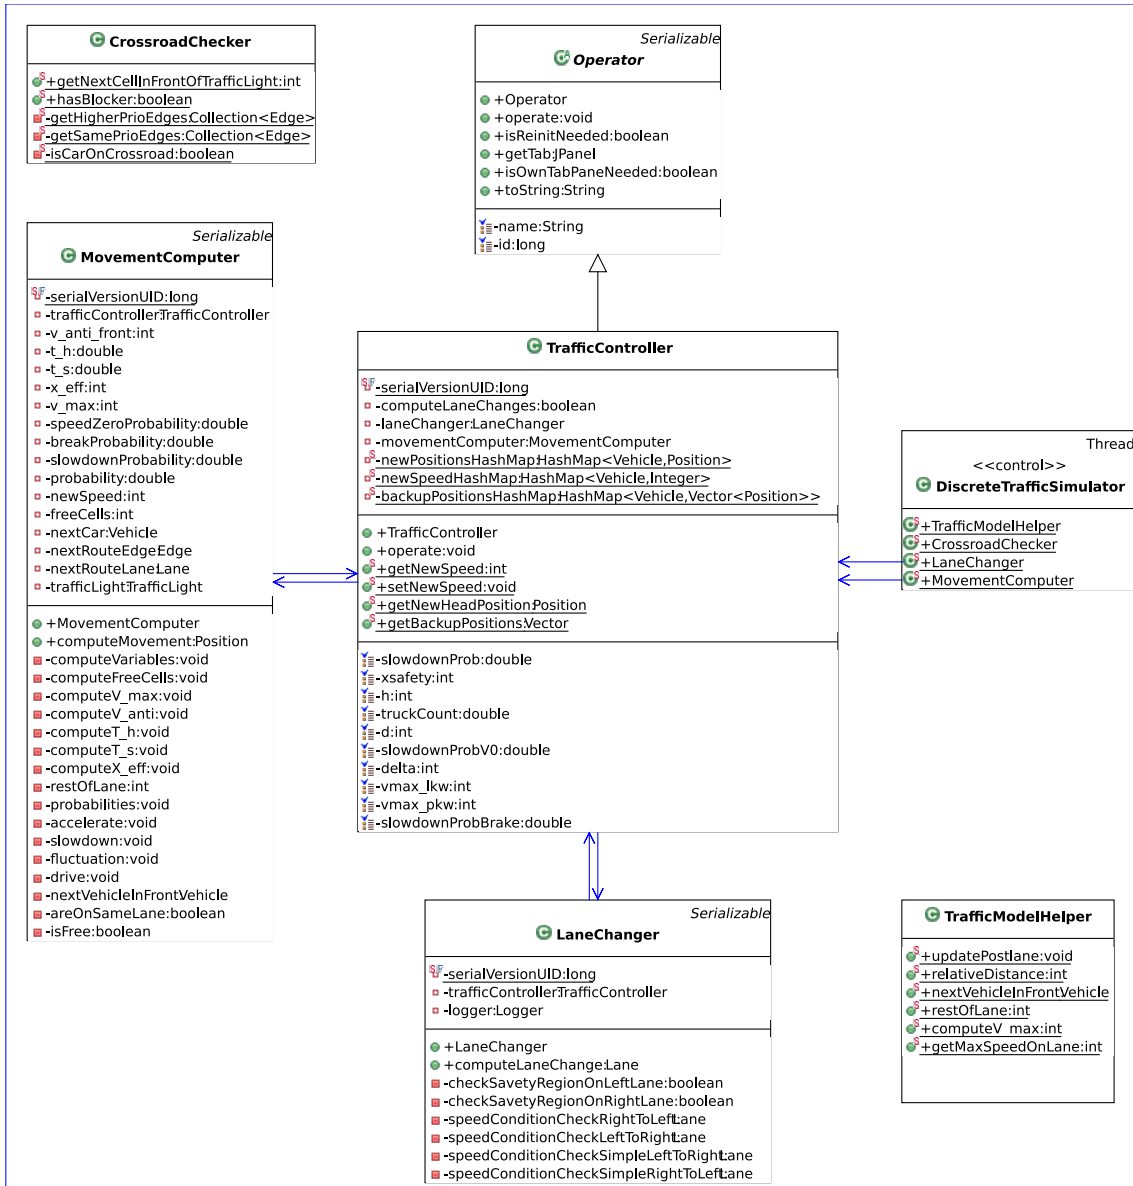 CrossroadChecker
+getNextCellInFrontOfTrafficLight:int
+hasBlocker:boolean
-getHigherPrioEdges:Collection<Edge>
-getSamePrioEdges:Collection<Edge>
-isCarOnCrossroad:boolean
Serializable
Operator
+Operator
+operate:void
+isReinitNeeded:boolean
+getTab:JPanel
+isOwnTabPaneNeeded:boolean
+toString:String
-name:String
-id:long
Serializable
MovementComputer
-serialVersionUID:long
-trafficController:TrafficController
-v_anti_front:int
-t_h:double
-t_s:double
-x_eff:int
-v_max:int
-speedZeroProbability:double
-breakProbability:double
-slowdownProbability:double
-probability:double
-newSpeed:int
-freeCells:int
-nextCar:Vehicle
-nextRouteEdge:Edge
-nextRouteLane:Lane
-trafficLight:TrafficLight
+MovementComputer
+computeMovement:Position
-computeVariables:void
-computeFreeCells:void
-computeV_max:void
-computeV_anti:void
-computeT_h:void
-computeT_s:void
-computeX_eff:void
-restOfLane:int
-probabilities:void
-accelerate:void
-slowdown:void
-fluctuation:void
-drive:void
-nextVehicleInFront:Vehicle
-areOnSameLane:boolean
-isFree:boolean
TrafficController
-serialVersionUID:long
-computeLaneChanges:boolean
-laneChanger:LaneChanger
-movementComputer:MovementComputer
-newPositionsHashMap:HashMap<Vehicle,Position>
-newSpeedHashMap:HashMap<Vehicle,Integer>
-backupPositionsHashMap:HashMap<Vehicle,Vector<Position>>
+TrafficController
+operate:void
+getNewSpeed:int
+setNewSpeed:void
+getNewHeadPosition:Position
+getBackupPositions:Vector
-slowdownProb:double
-xsafety:int
-h:int
-truckCount:double
-d:int
-slowdownProbV0:double
-delta:int
-vmax_lkw:int
-vmax_pkw:int
-slowdownProbBrake:double
Thread
<<control>>
DiscreteTrafficSimulator
+TrafficModelHelper
+CrossroadChecker
+LaneChanger
+MovementComputer
Serializable
LaneChanger
-serialVersionUID:long
-trafficController:TrafficController
-logger:Logger
+LaneChanger
+computeLaneChange:Lane
-checkSavetyRegionOnLeftLane:boolean
-checkSavetyRegionOnRightLane:boolean
-speedConditionCheckRightToLeft:Lane
-speedConditionCheckLeftToRight:Lane
-speedConditionCheckSimpleLeftToRight:Lane
-speedConditionCheckSimpleRightToLeft:Lane
TrafficModelHelper
+updatePostlane:void
+relativeDistance:int
+nextVehicleInFront:Vehicle
+restOfLane:int
+computeV_max:int
+getMaxSpeedOnLane:int